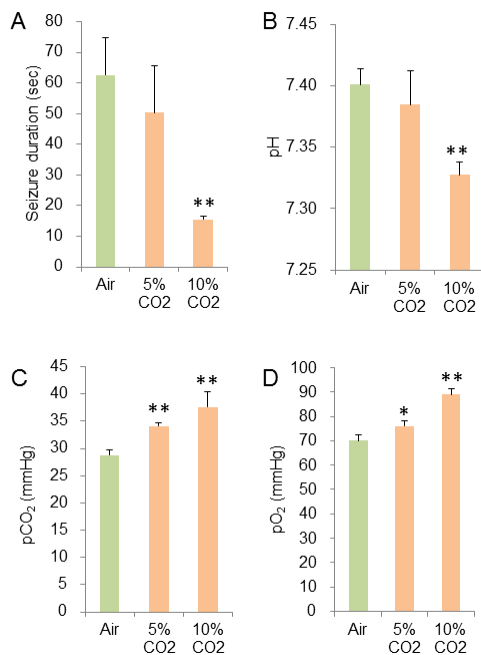 A
Seizure duration (sec)
80
70
60
50
40
30
20
10
0
**
Air
5%
CO2
10%
CO2
B
pH
7.45
7.40
7.35
7.30
7.25
**
Air
5%
CO2
10%
CO2
C
pCO2 (mmHg)
45
40
35
30
25
20
15
10
5
0
**
**
Air
5%
CO2
10%
CO2
D
pO2 (mmHg)
100
90
80
70
60
50
40
30
20
10
0
*
**
Air
5%
CO2
10%
CO2